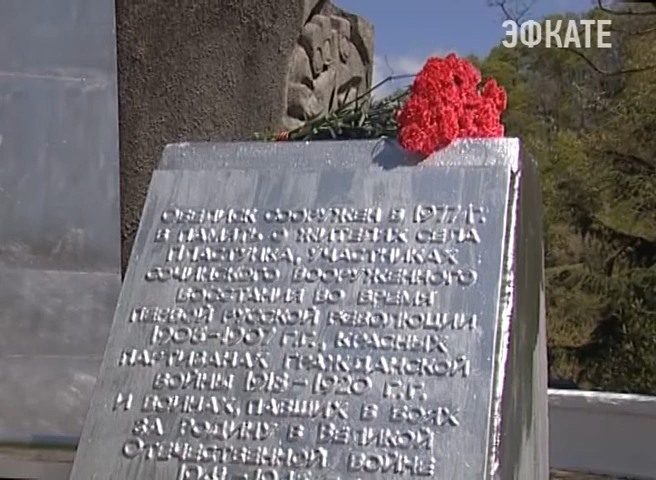 ЭФКАТЕ
ОБЕЛИСК СООРУЖЕН В 1977 Г.
В ПАМЯТЬ О ЖИТЕЛЯХ СЕЛА
ПЛАСТУНКА, УЧАСТНИКАХ
СОЧИНСКОГО ВООРУЖЕННОГО
ВОССТАНИЯ ВО ВРЕМЯ
ПЕРВОЙ РУССКОЙ РЕВОЛЮЦИИ
1905-1907 Г.Г., КРАСНЫХ
ПАРТИЗАНАХ ГРАЖДАНСКОЙ
ВОЙНЫ 1918-1920 Г.Г.
И ВОИНАХ, ПАВШИХ В БОЯХ
ЗА РОДИНУ В ВЕЛИКОЙ
ОТЕЧЕСТВЕННОЙ ВОЙНЕ